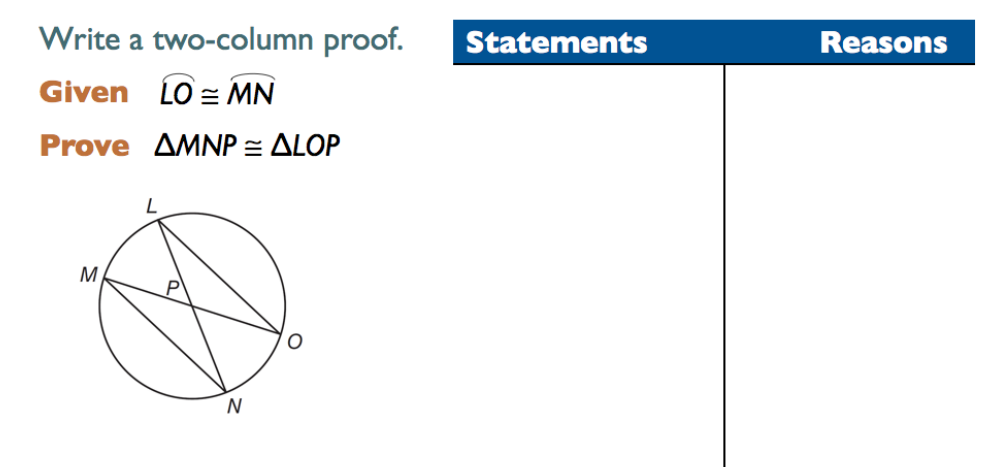 Write a two-column proof.
Given LO ≅ MN
Prove ΔMNP ≅ ΔLOP
Statements Reasons
L
M
P
O
N